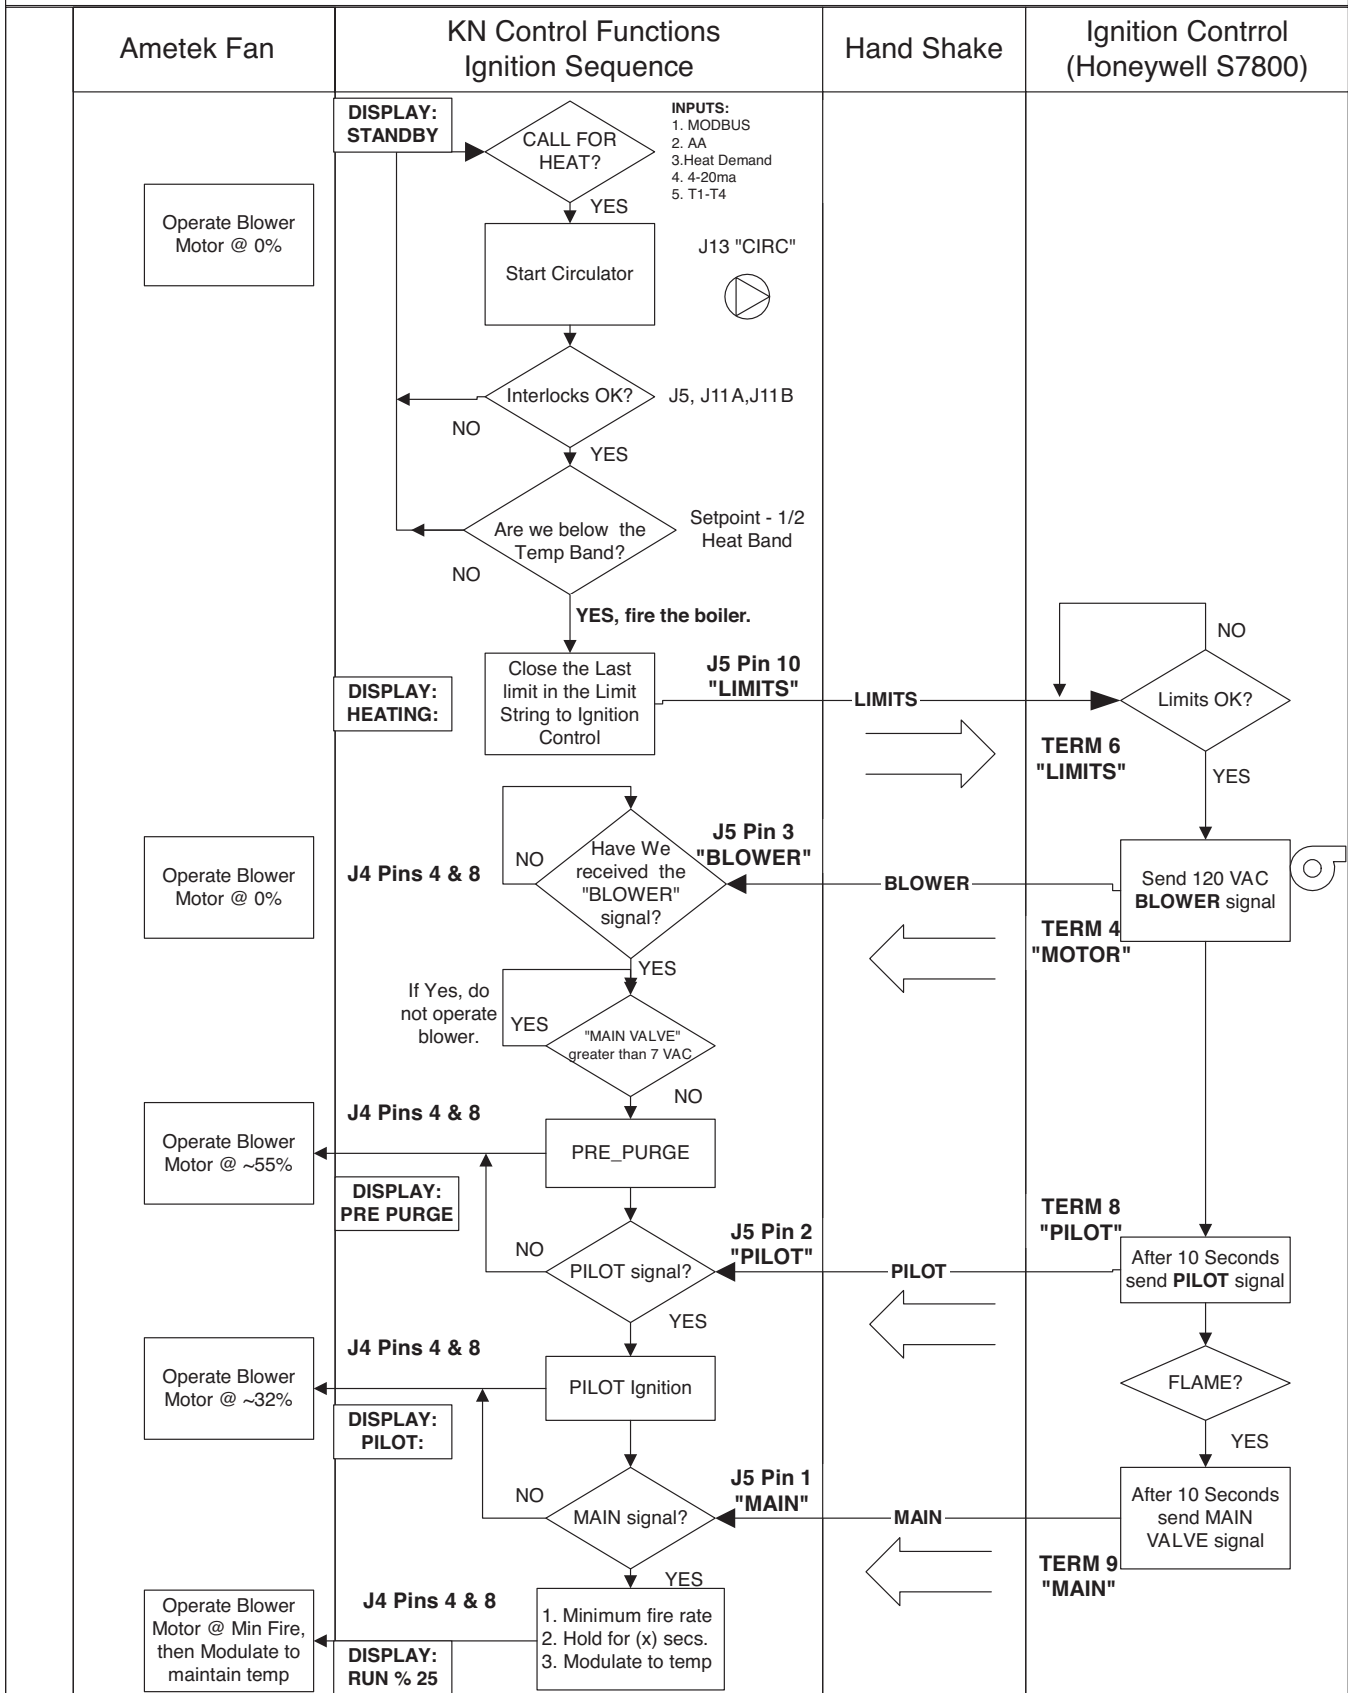 Ametek Fan
KN Control Functions
Ignition Sequence
Hand Shake
Ignition Contrrol
(Honeywell S7800)
DISPLAY:
STANDBY
CALL FOR
HEAT?
INPUTS:
1. MODBUS
2. AA
3.Heat Demand
4. 4-20ma
5. T1-T4
YES
Operate Blower
Motor @ 0%
Start Circulator
J13 "CIRC"
Interlocks OK?
J5, J11A,J11B
NO
YES
Are we below the
Temp Band?
Setpoint - 1/2
Heat Band
NO
YES, fire the boiler.
NO
DISPLAY:
HEATING:
Close the Last
limit in the Limit
String to Ignition
Control
J5 Pin 10
"LIMITS"
LIMITS
Limits OK?
TERM 6
"LIMITS"
YES
Operate Blower
Motor @ 0%
J4 Pins 4 & 8
NO
Have We
received the
"BLOWER"
signal?
J5 Pin 3
"BLOWER"
BLOWER
Send 120 VAC
BLOWER signal
TERM 4
"MOTOR"
YES
If Yes, do
not operate
blower.
YES
"MAIN VALVE"
greater than 7 VAC
NO
J4 Pins 4 & 8
Operate Blower
Motor @ ~55%
PRE_PURGE
DISPLAY:
PRE PURGE
NO
PILOT signal?
J5 Pin 2
"PILOT"
PILOT
TERM 8
"PILOT"
After 10 Seconds
send PILOT signal
YES
J4 Pins 4 & 8
Operate Blower
Motor @ ~32%
PILOT Ignition
FLAME?
DISPLAY:
PILOT:
YES
NO
MAIN signal?
J5 Pin 1
"MAIN"
MAIN
After 10 Seconds
send MAIN
VALVE signal
TERM 9
"MAIN"
YES
J4 Pins 4 & 8
Operate Blower
Motor @ Min Fire,
then Modulate to
maintain temp
1. Minimum fire rate
2. Hold for (x) secs.
3. Modulate to temp
DISPLAY:
RUN % 25